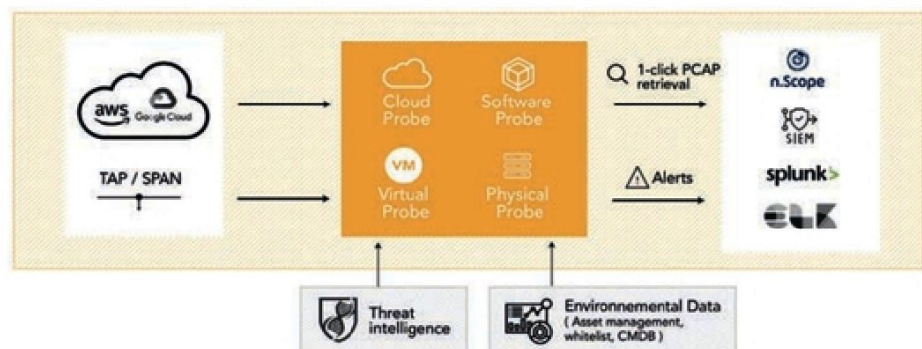 aws
Google Cloud
TAP / SPAN
Cloud
Probe
Software
Probe
VM
Virtual
Probe
Physical
Probe
1-click PCAP
retrieval
Alerts
n.Scope
SIEM
splunk>
ELK
Threat
intelligence
Environnemental Data
( Asset management,
whitelist, CMDB )